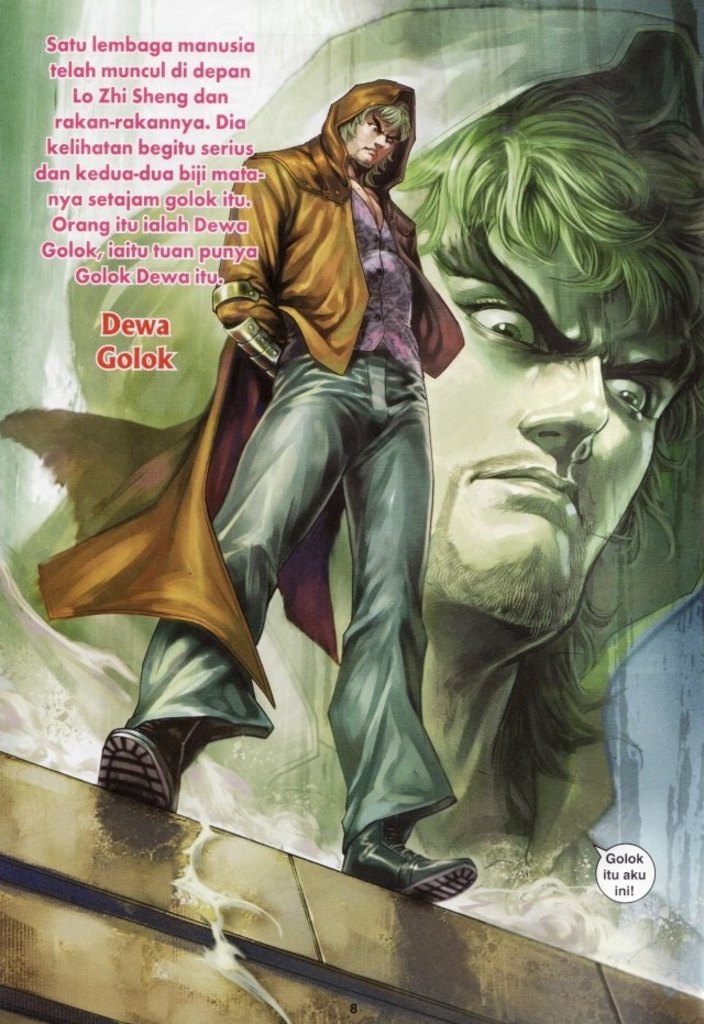 Satu lembaga manusia
telah muncul di depan
Lo Zhi Sheng dan
rakan-rakannya. Dia
kelihatan begitu serius
dan kedua-dua biji mata-
nya setajam golok itu.
Orang itu ialah Dewa
Golok, iaitu tuan punya
Golok Dewa itu.
Dewa
Golok
Golok
itu aku
ini!
8